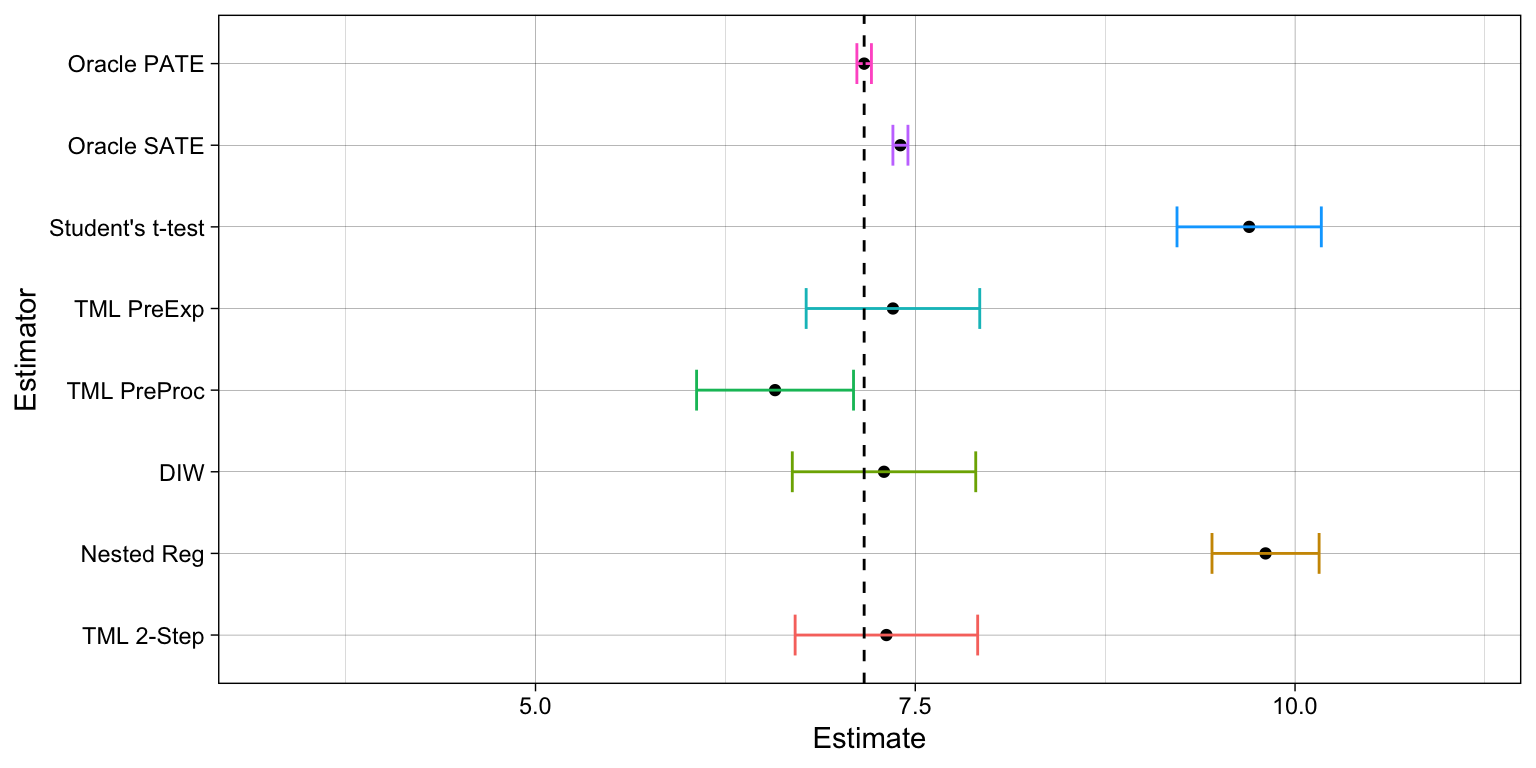 Oracle PATE
Oracle SATE
Student's t-test
TML PreExp
TML PreProc
DIW
Nested Reg
TML 2-Step
Estimator
5.0 7.5 10.0
Estimate